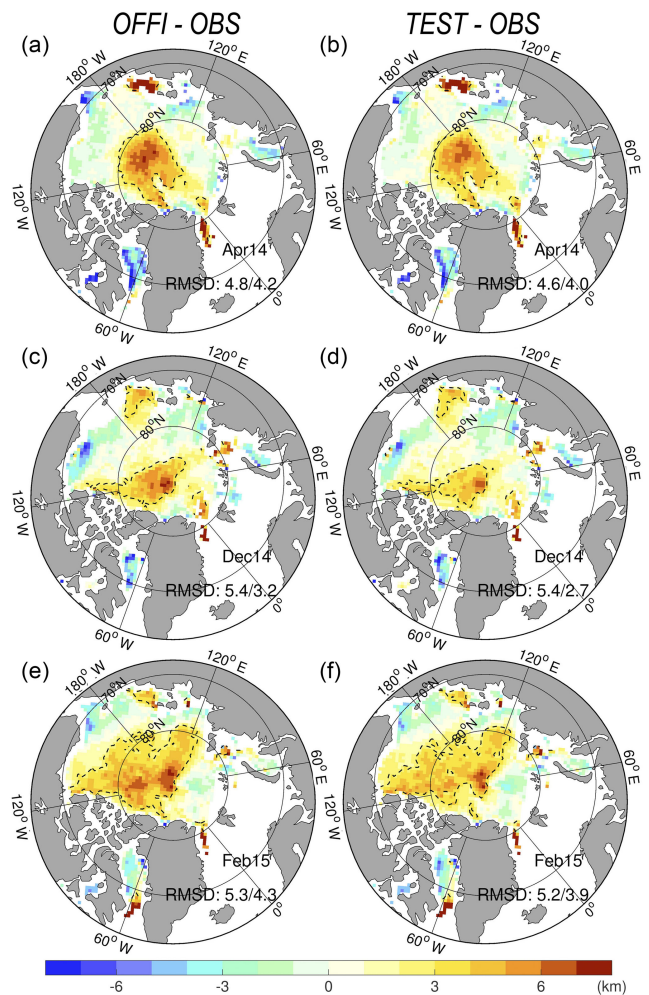 OFFI - OBS
TEST - OBS
(a)
180° W
120° E
70°N
80°N
60° E
120° W
Apr14
RMSD: 4.8/4.2
0°
60° W
(b)
180° W
120° E
70°N
80°N
60° E
120° W
Apr14
RMSD: 4.6/4.0
0°
60° W
(c)
180° W
120° E
70°N
80°N
60° E
120° W
Dec14
RMSD: 5.4/3.2
0°
60° W
(d)
180° W
120° E
70°N
80°N
60° E
120° W
Dec14
RMSD: 5.4/2.7
0°
60° W
(e)
180° W
120° E
70°N
80°N
60° E
120° W
Feb15
RMSD: 5.3/4.3
0°
60° W
(f)
180° W
120° E
70°N
80°N
60° E
120° W
Feb15
RMSD: 5.2/3.9
0°
60° W
-6 -3 0 3 6 (km)